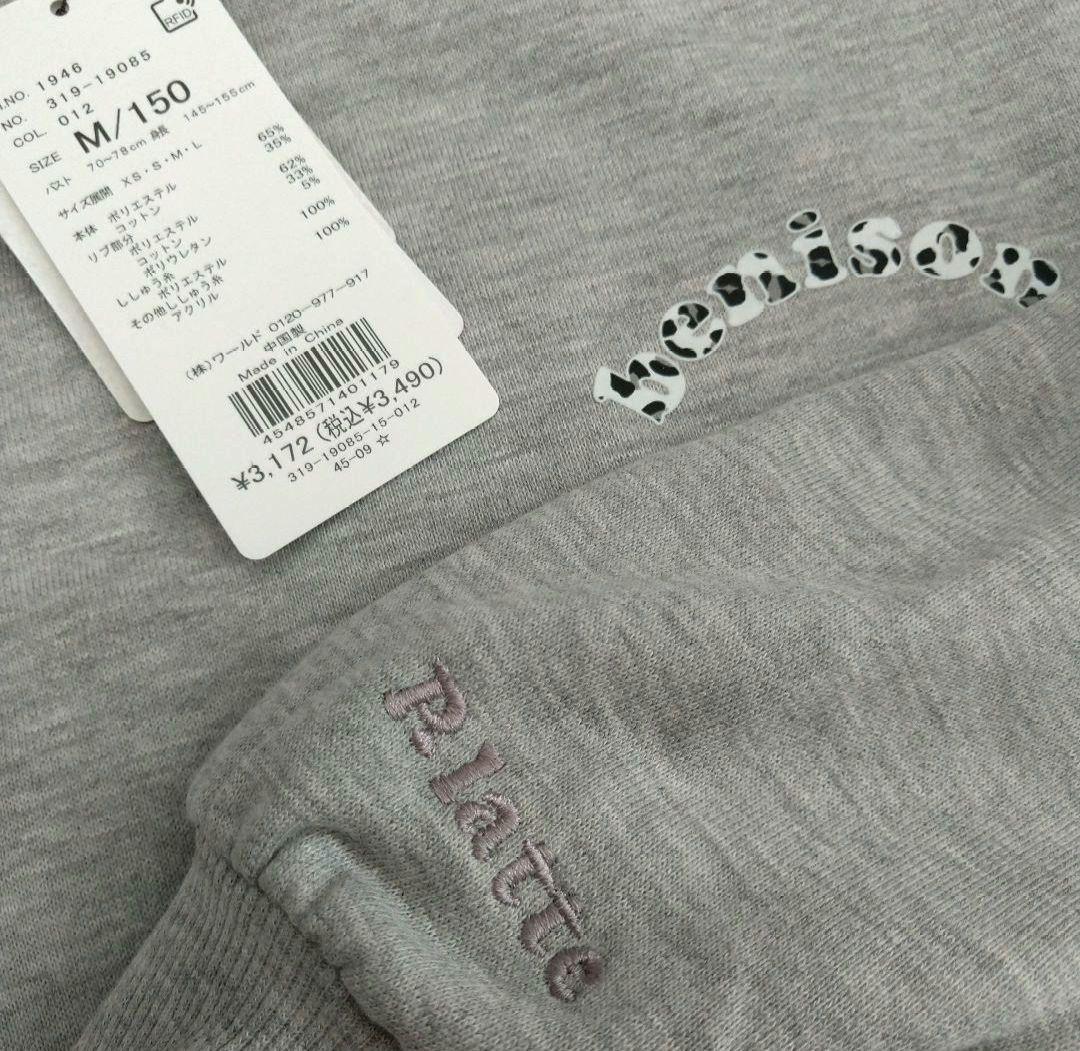 RFID
.NO. 1946
NO. 319-19085
COL. 012
SIZE M/150
バスト 70~78cm 身長 145~155cm
サイズ展開 XS・S・M・L
本体 ポリエステル 65%
コットン 35%
リブ部分
ポリエステル 62%
コットン 33%
ポリウレタン 5%
ししゅう糸
ポリエステル 100%
その他ししゅう糸
アクリル 100%
(株)ワールド 0120-977-917
中国製
Made in China
4548571401179
¥3,172 (税込¥3,490)
319-19085-15-012
45-09 ☆
benison
p.latte